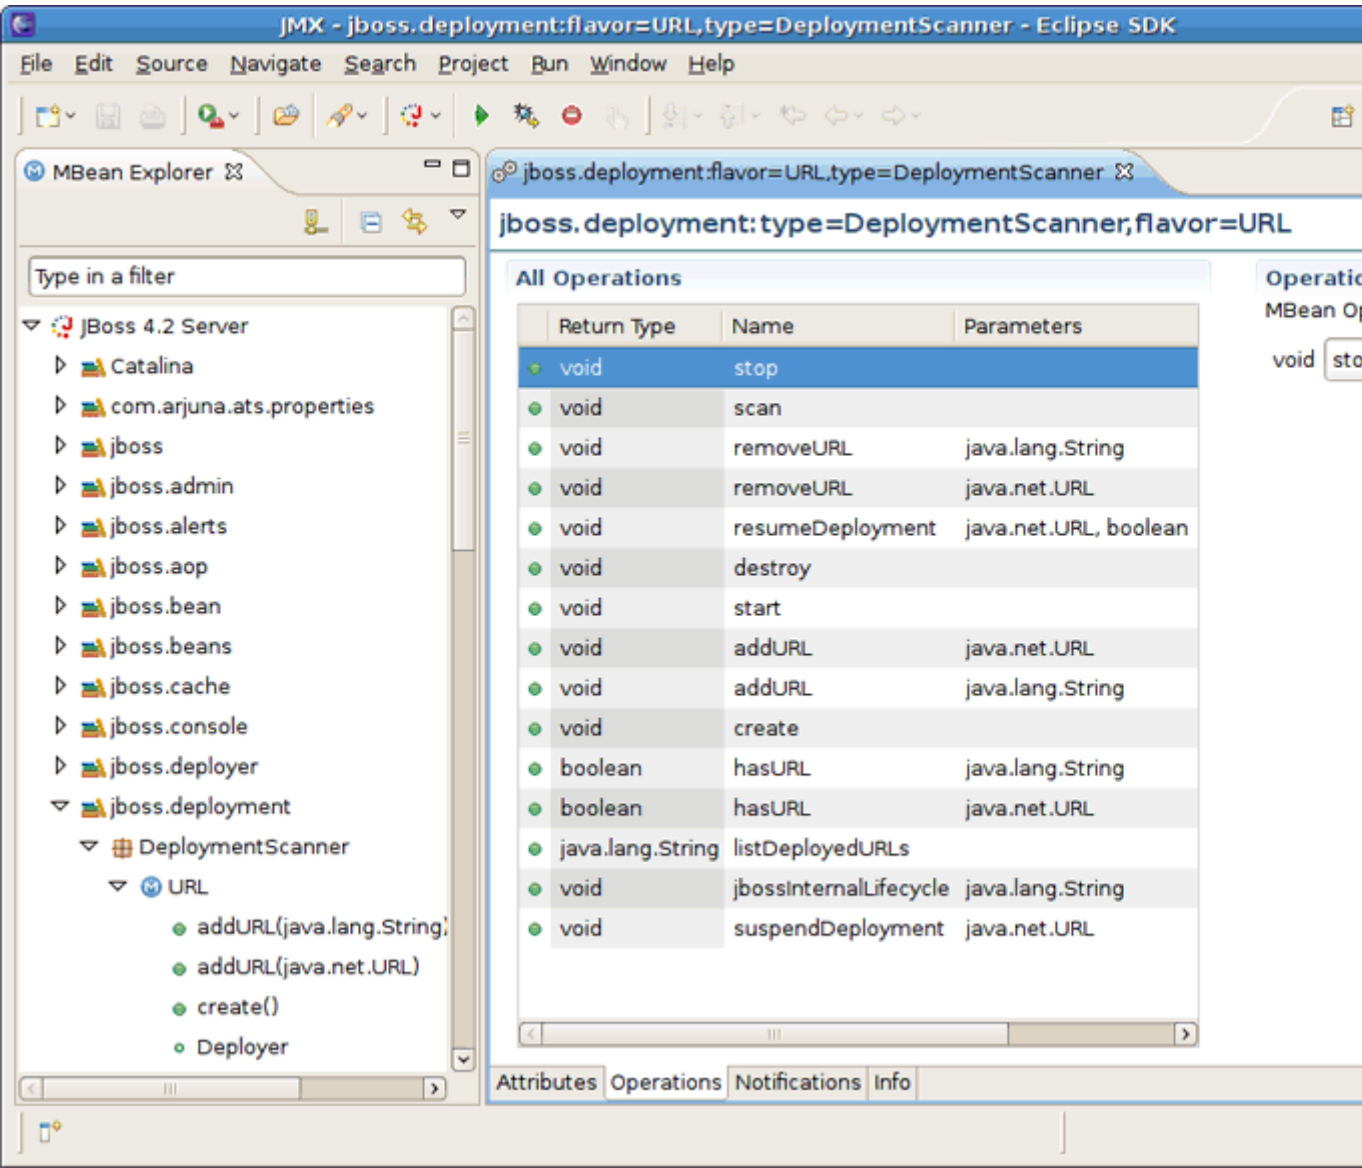 JMX - jboss.deployment:flavor=URL,type=DeploymentScanner - Eclipse SDK
File Edit Source Navigate Search Project Run Window Help
MBean Explorer
jboss.deployment:flavor=URL,type=DeploymentScanner
jboss.deployment:type=DeploymentScanner,flavor=URL
Type in a filter
JBoss 4.2 Server
Catalina
com.arjuna.ats.properties
jboss
jboss.admin
jboss.alerts
jboss.aop
jboss.bean
jboss.beans
jboss.cache
jboss.console
jboss.deployer
jboss.deployment
DeploymentScanner
URL
addURL(java.lang.String)
addURL(java.net.URL)
create()
Deployer
All Operations
Return Type Name Parameters
void stop
void scan
void removeURL java.lang.String
void removeURL java.net.URL
void resumeDeployment java.net.URL, boolean
void destroy
void start
void addURL java.net.URL
void addURL java.lang.String
void create
boolean hasURL java.lang.String
boolean hasURL java.net.URL
java.lang.String listDeployedURLs
void jbossInternalLifecycle java.lang.String
void suspendDeployment java.net.URL
Attributes Operations Notifications Info
Operatio
MBean Op
void sto